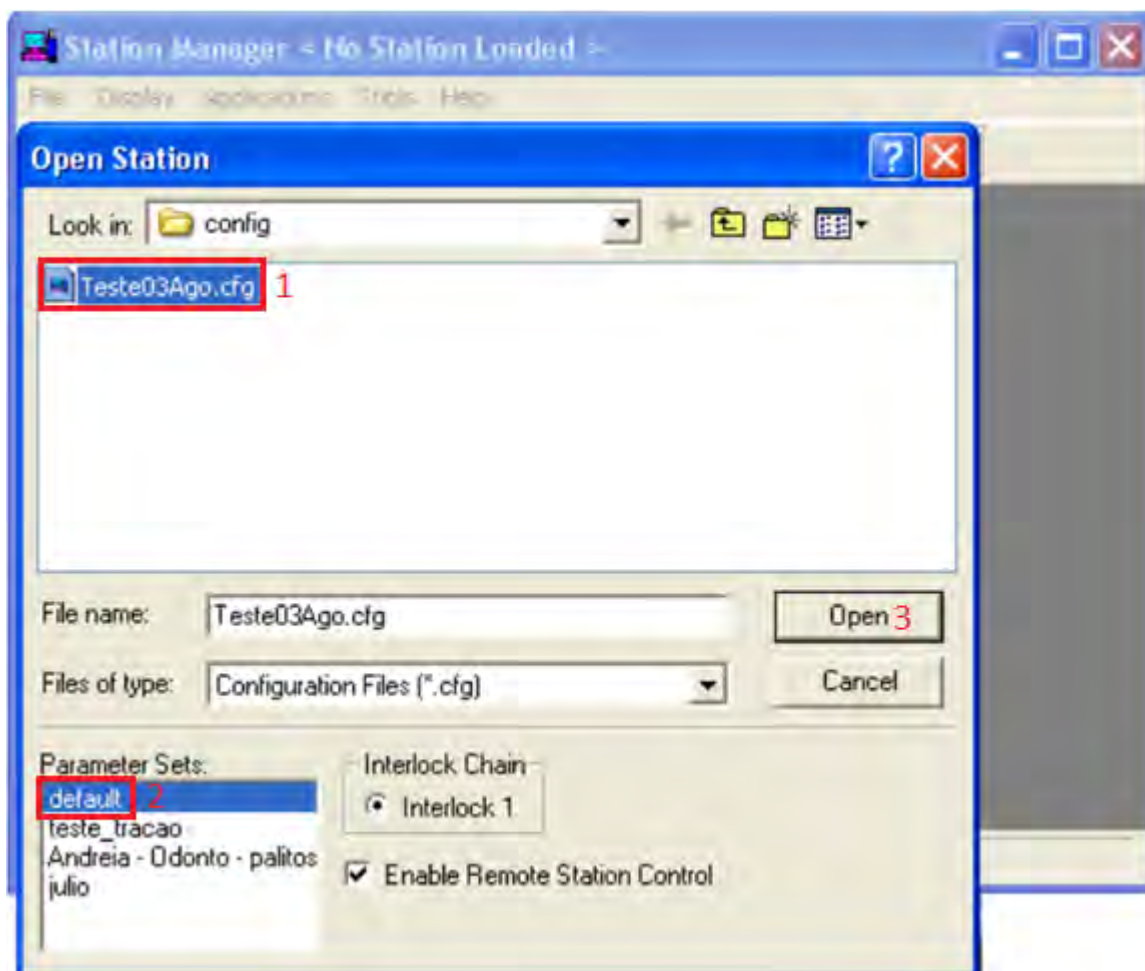 Station Manager < No Station Loaded >
File Display Applications Tools Help
Open Station
Look in: config
Teste03Ago.cfg 1
File name: Teste03Ago.cfg Open 3
Files of type: Configuration Files (*.cfg) Cancel
Parameter Sets: Interlock Chain
default 2 Interlock 1
teste_tracao
Andreia - Odonto - palitos Enable Remote Station Control
julio